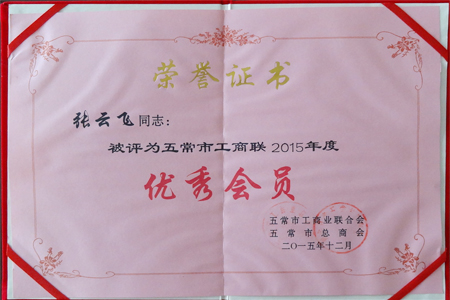 荣誉证书
张云飞同志：
被评为五常市工商联2015年度
优秀会员
五常市工商业联合会
五常市总商会
二〇一五年十二月